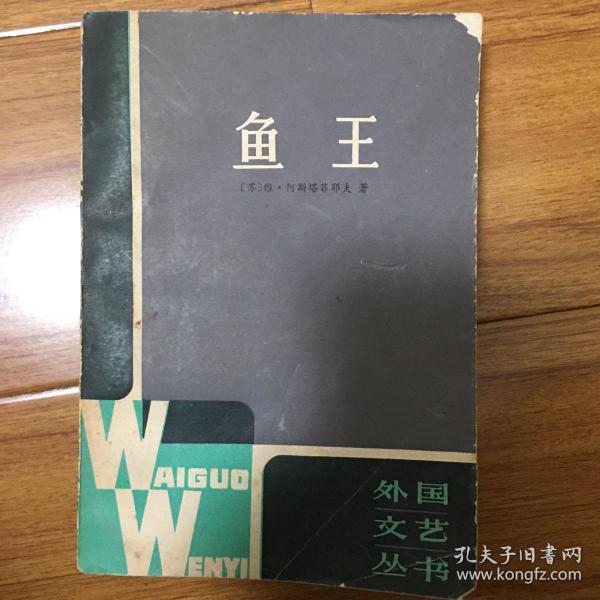 鱼王
〔苏〕维·阿斯塔菲耶夫 著
WAIGUO
WENYI
外国
文艺
丛书
孔夫子旧书网
www.kongfz.com